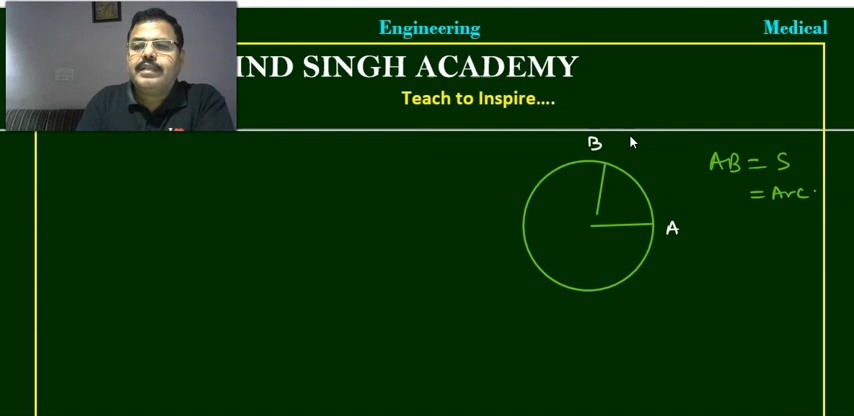 Engineering
Medical
IND SINGH ACADEMY
Teach to Inspire....
B
AB = S
= Arc.
A